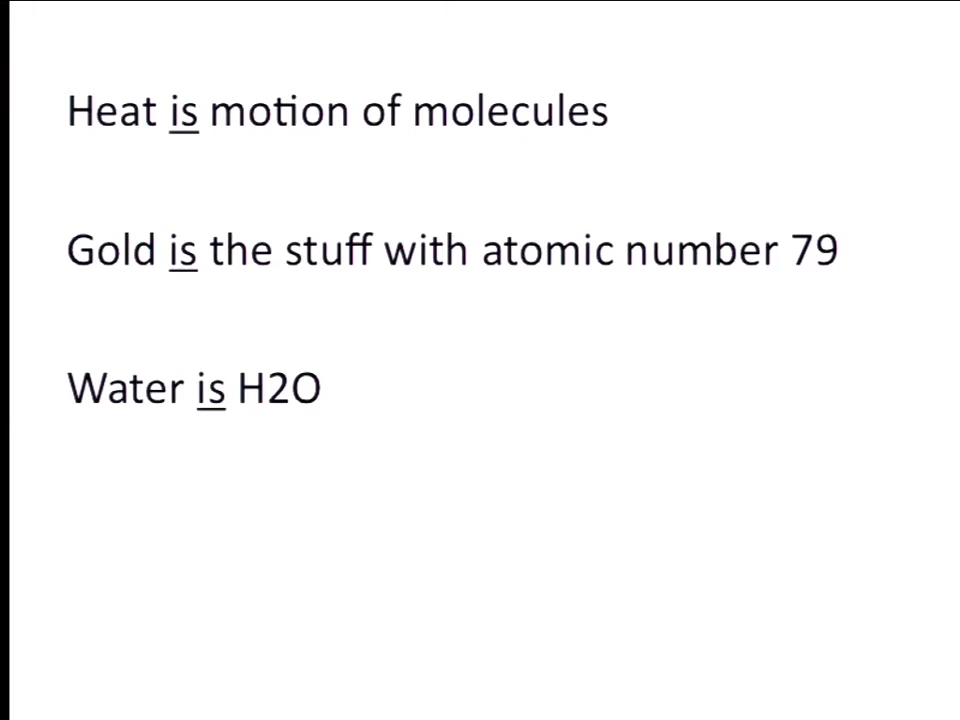 Heat is motion of molecules
Gold is the stuff with atomic number 79
Water is H2O